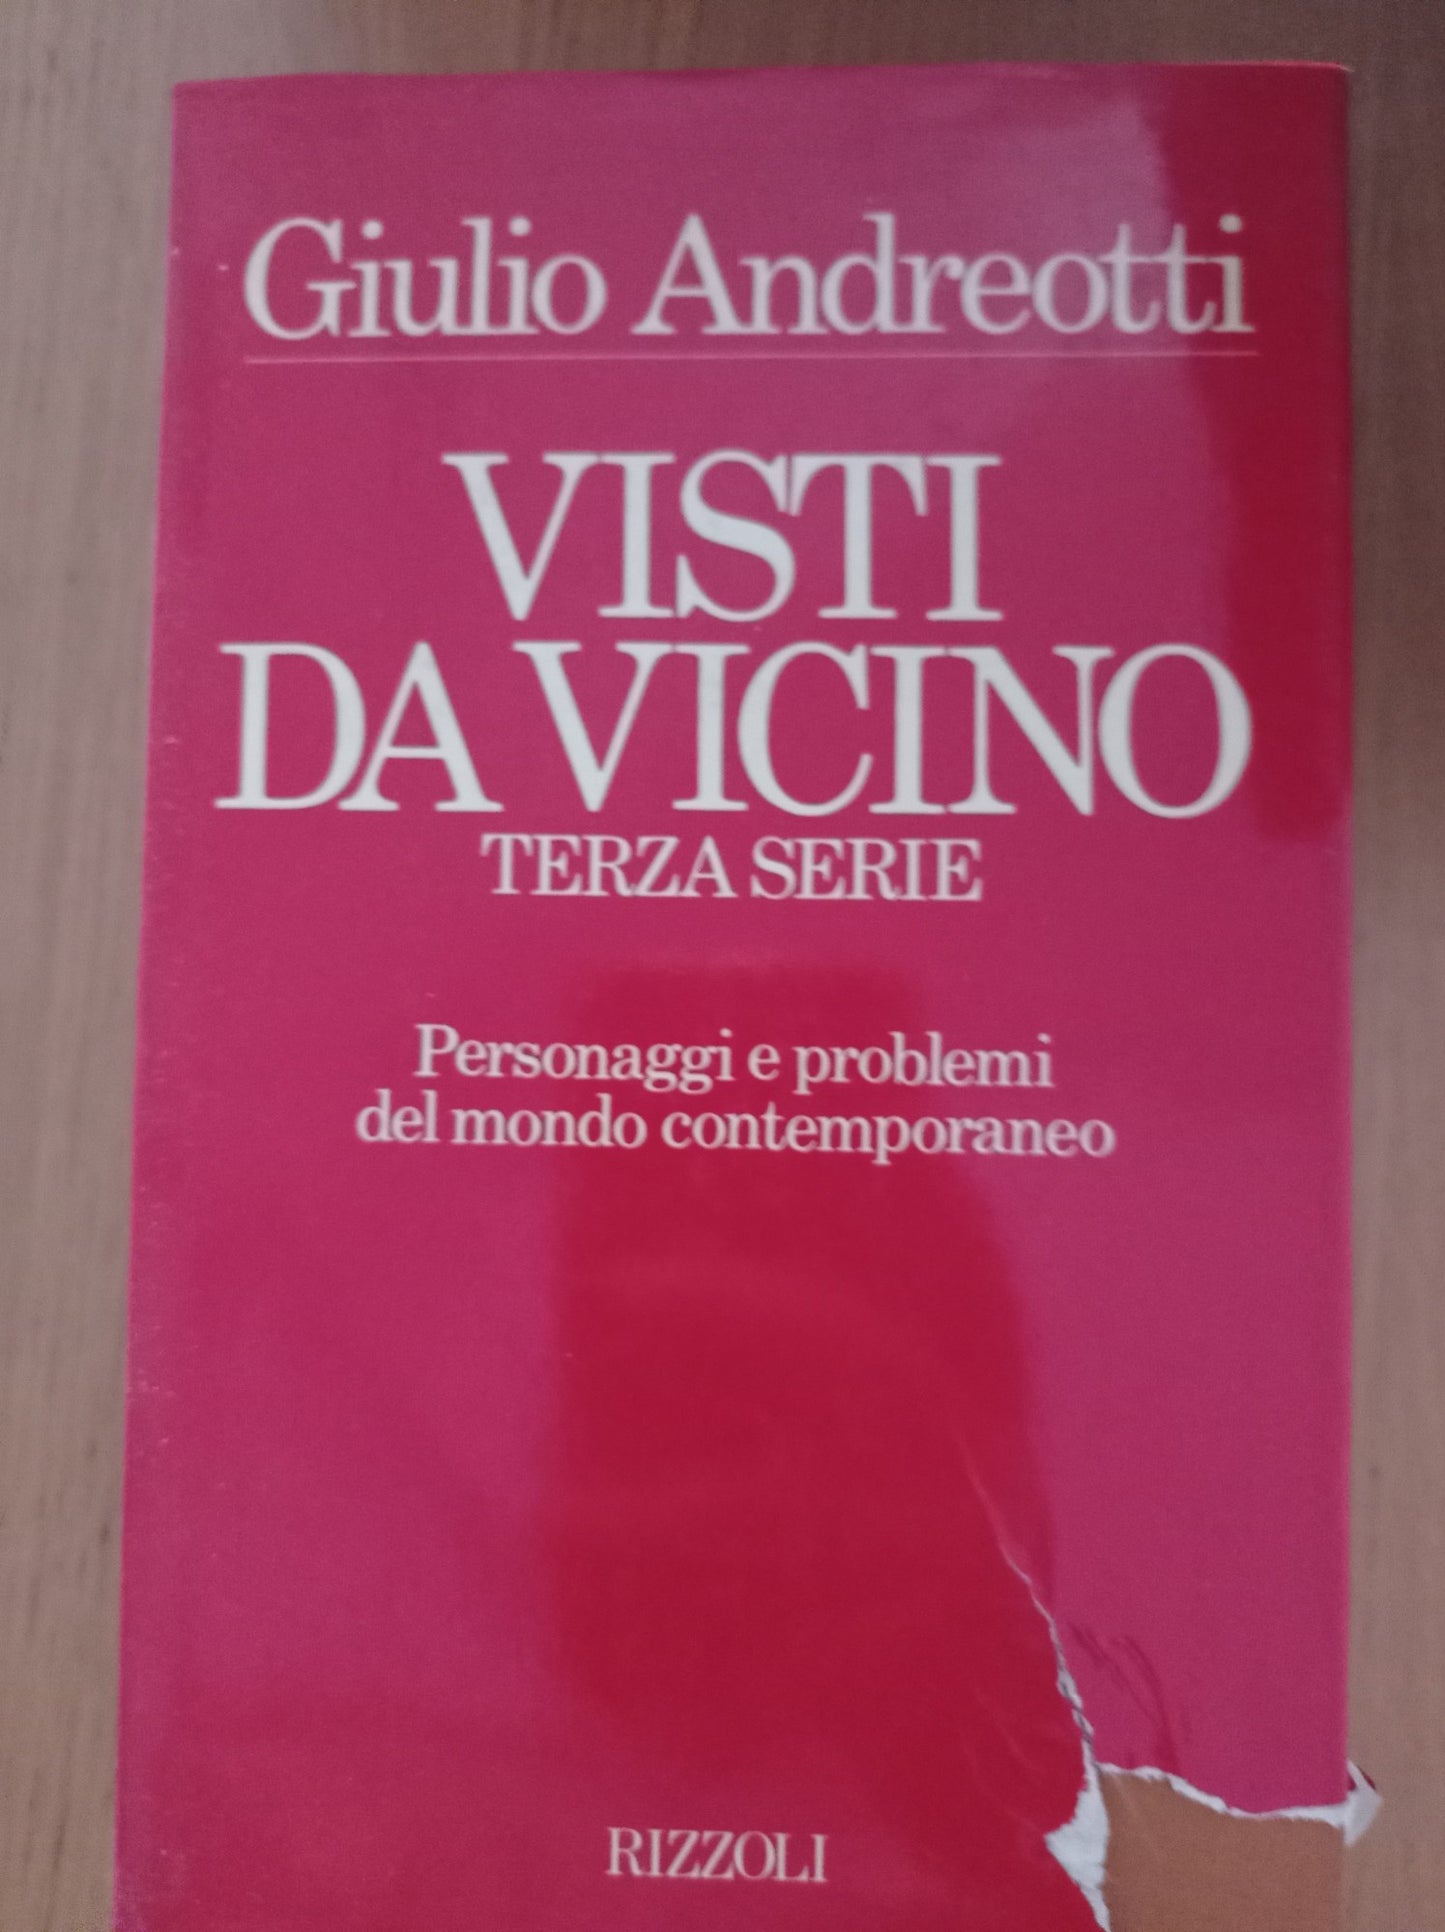 Giulio Andreotti
VISTI
DA VICINO
TERZA SERIE
Personaggi e problemi
del mondo contemporaneo
RIZZOLI